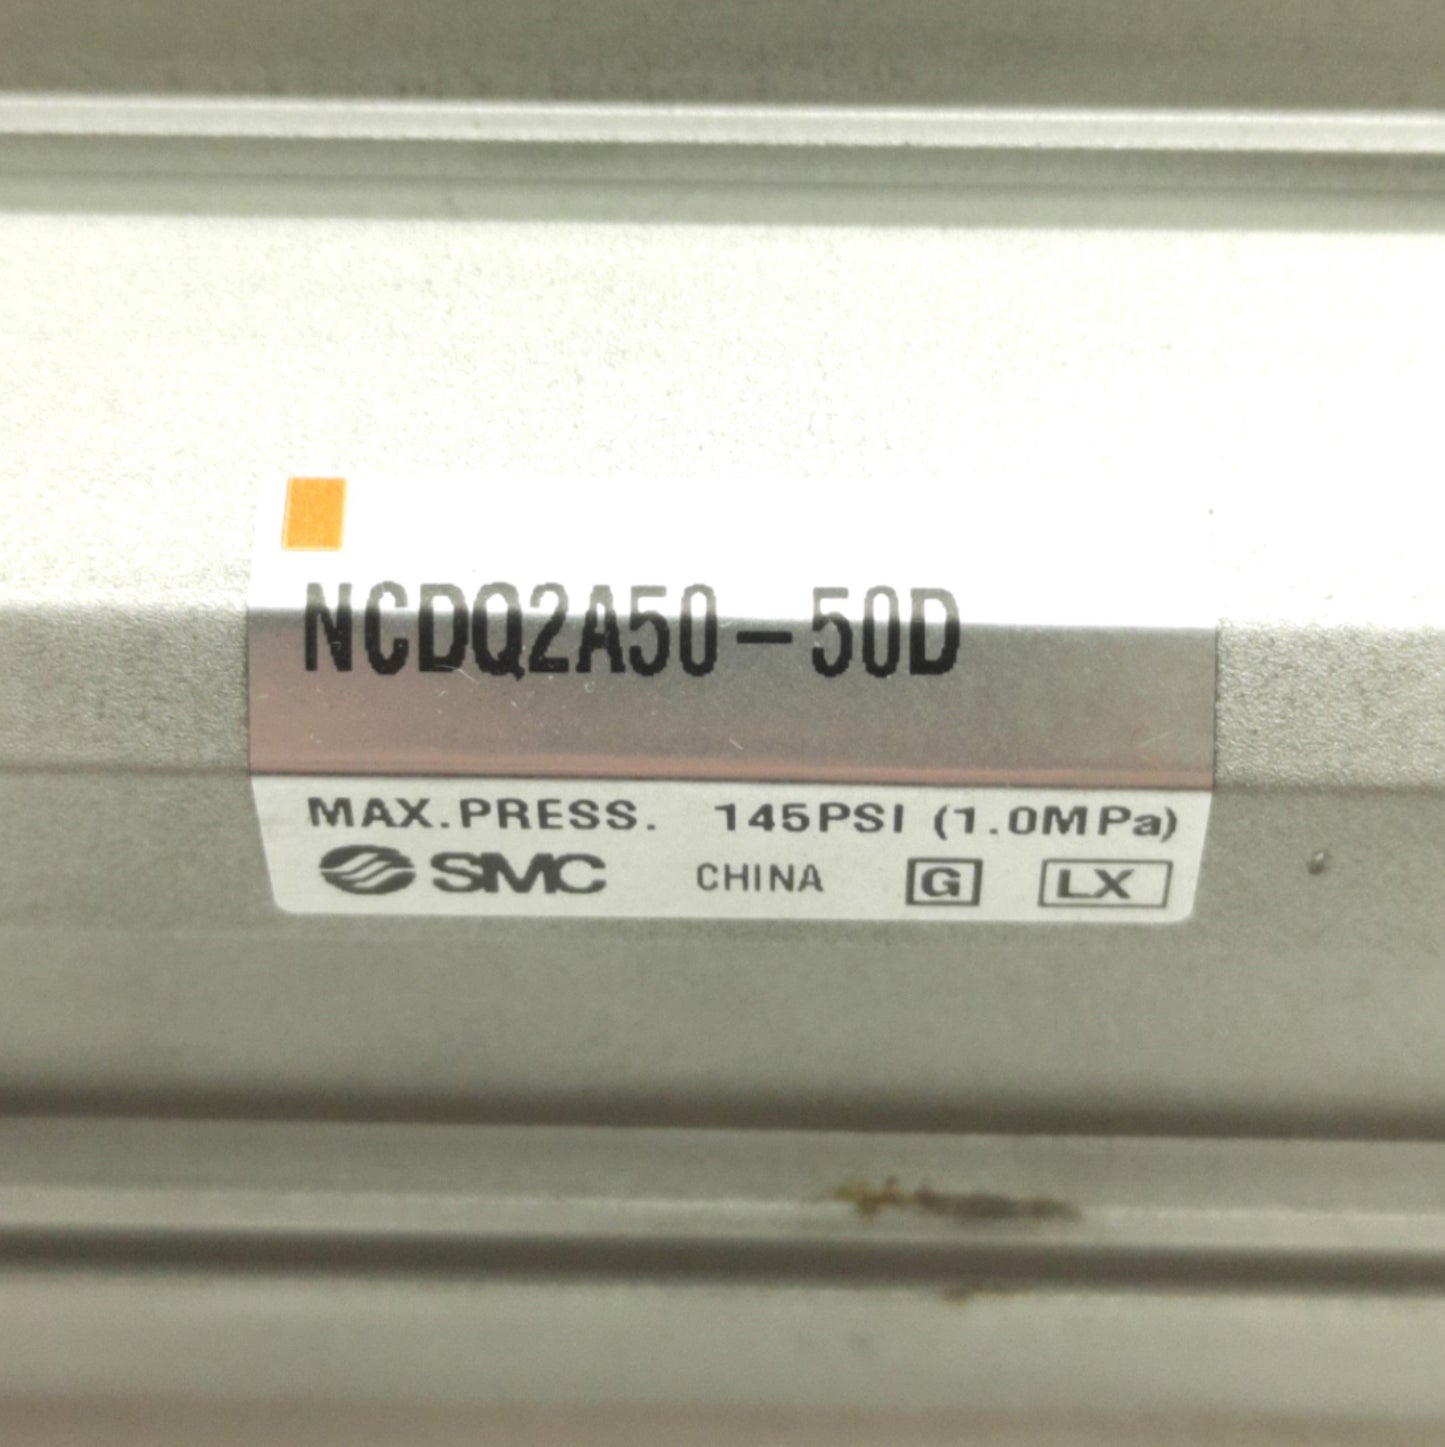 NCDQ2A50-50D
MAX.PRESS. 145PSI (1.0MPa)
SMC CHINA G LX